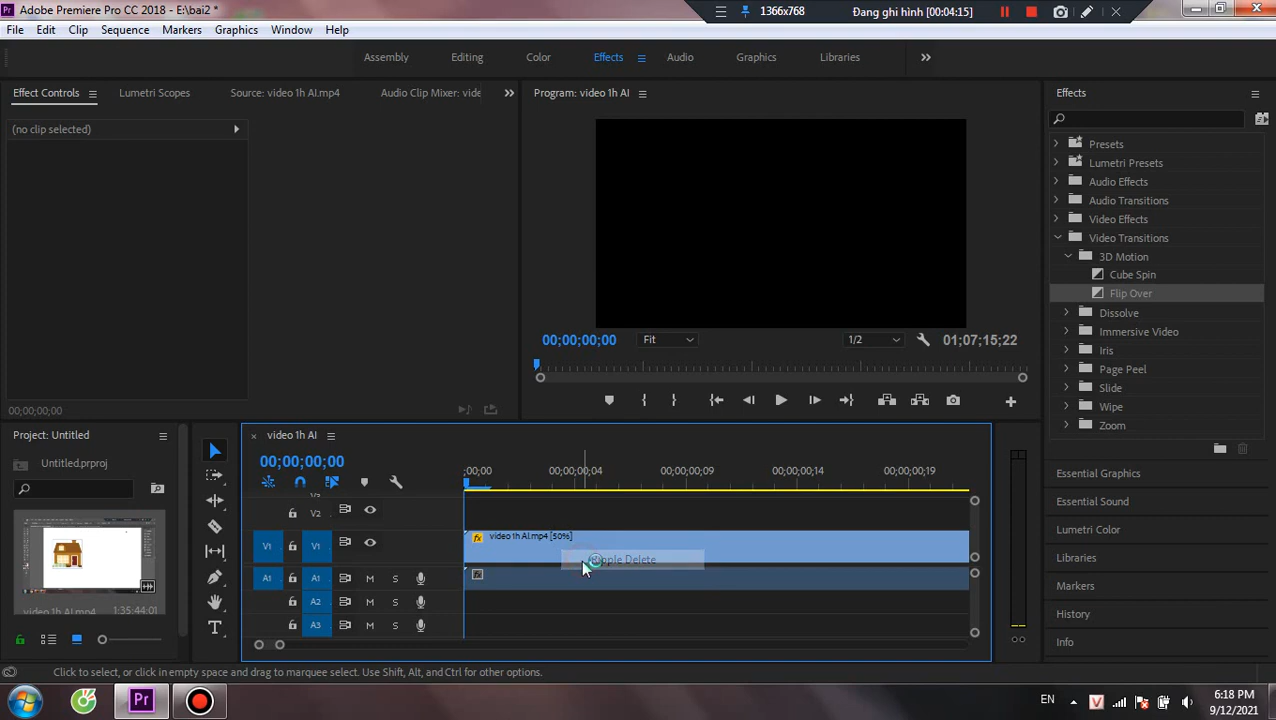 Adobe Premiere Pro CC 2018 - E:\bai2 *
1366x768
Đang ghi hình [00:04:15]
File Edit Clip Sequence Markers Graphics Window Help
Assembly Editing Color Effects Audio Graphics Libraries
Effect Controls Lumetri Scopes Source: video 1h AI.mp4 Audio Clip Mixer: vide
Program: video 1h AI
Effects
(no clip selected)
Presets
Lumetri Presets
Audio Effects
Audio Transitions
Video Effects
Video Transitions
3D Motion
Cube Spin
Flip Over
Dissolve
Immersive Video
Iris
Page Peel
Slide
Wipe
Zoom
00;00;00;00 Fit 1/2 01;07;15;22
00;00;00;00
Project: Untitled
Untitled.prproj
video 1h AI.mp4 1:35:44:01
video 1h AI
00;00;00;00
;00;00 00;00;00;04 00;00;00;09 00;00;00;14 00;00;00;19
V2
V1 V1 video 1h AI.mp4 [50%]
Ripple Delete
A1 A1 M S
A2 M S
A3 M S
Essential Graphics
Essential Sound
Lumetri Color
Libraries
Markers
History
Info
Click to select, or click in empty space and drag to marquee select. Use Shift, Alt, and Ctrl for other options.
Pr
EN
6:18 PM
9/12/2021